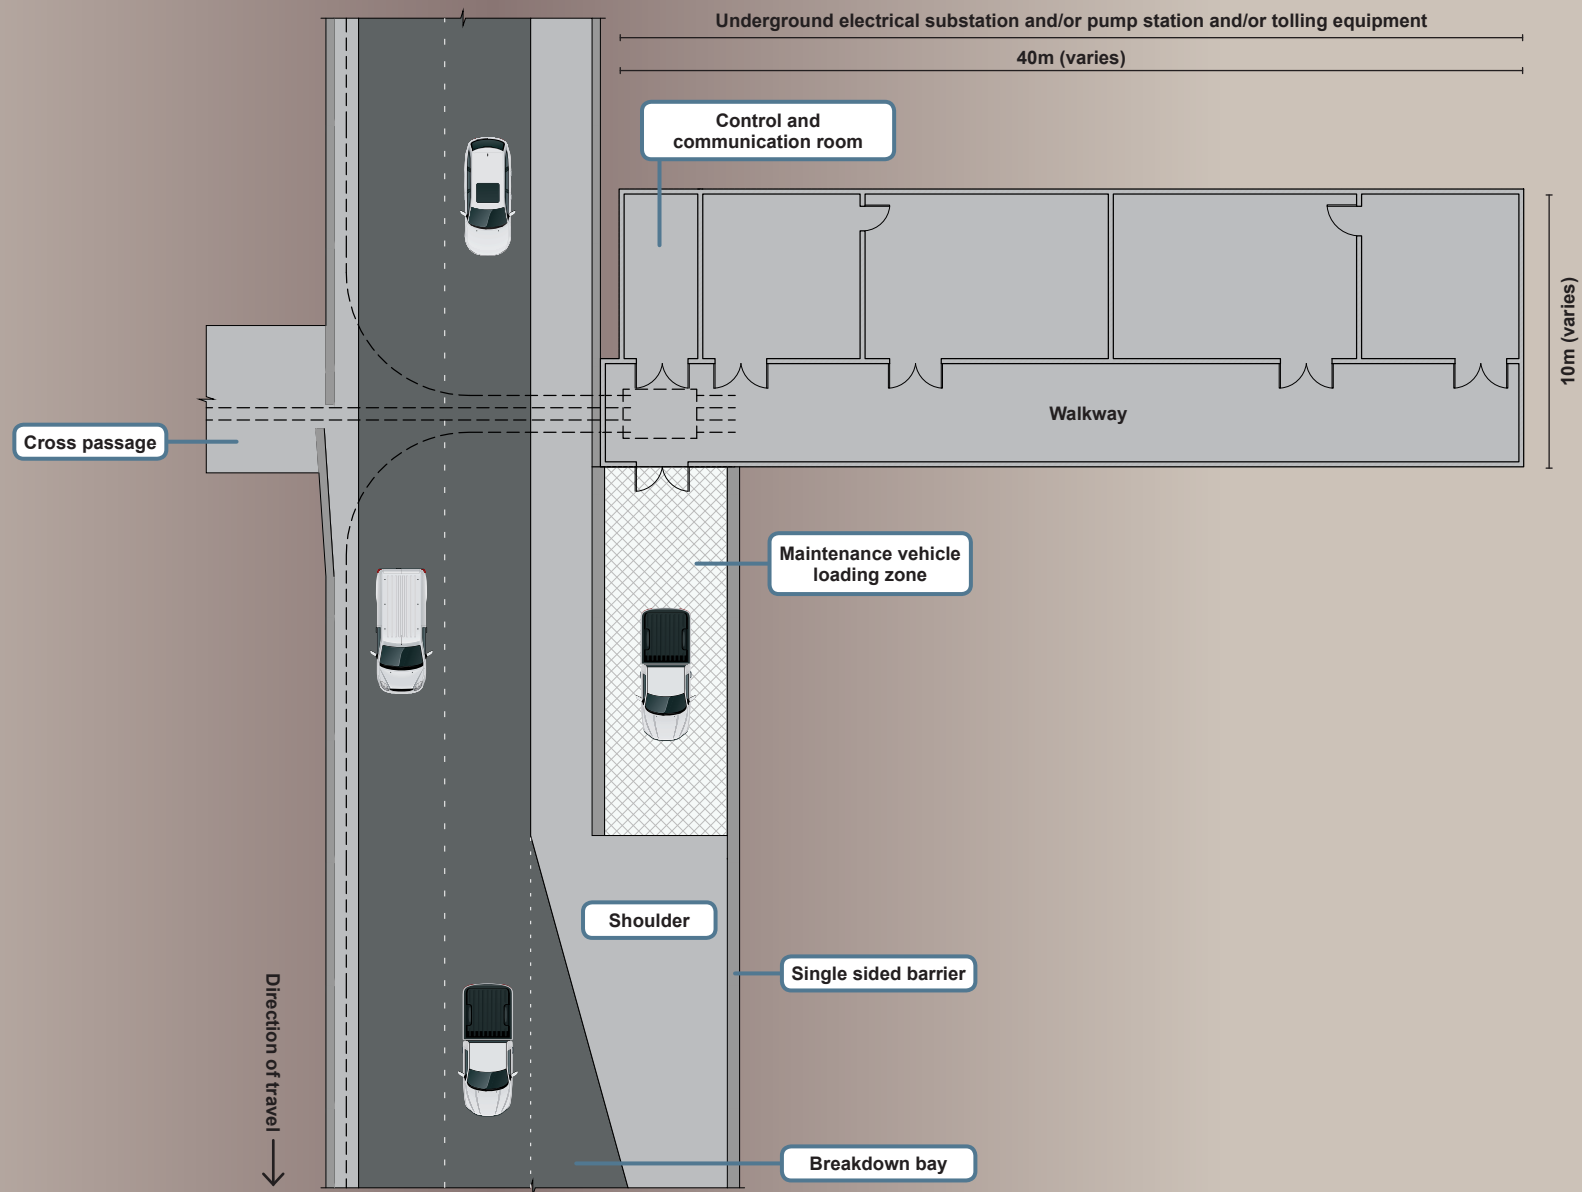 Underground electrical substation and/or pump station and/or tolling equipment
40m (varies)
Control and
communication room
10m (varies)
Walkway
Cross passage
Maintenance vehicle
loading zone
Shoulder
Single sided barrier
Direction of travel
Breakdown bay